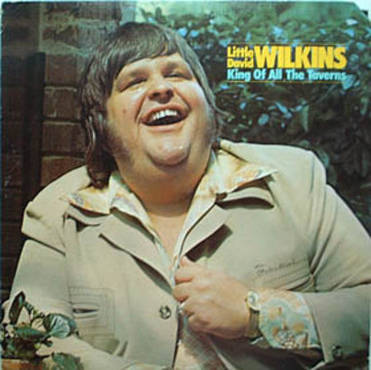 Little
David WILKINS
King Of All The Taverns